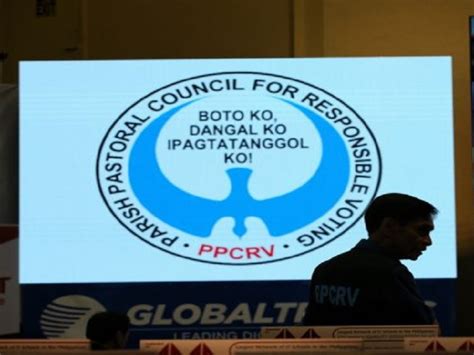 PARISH PASTORAL COUNCIL FOR RESPONSIBLE VOTING
BOTO KO,
DANGAL KO
IPAGTATANGGOL
KO!
PPCRV
PPCRV
GLOBALTE
LEADING